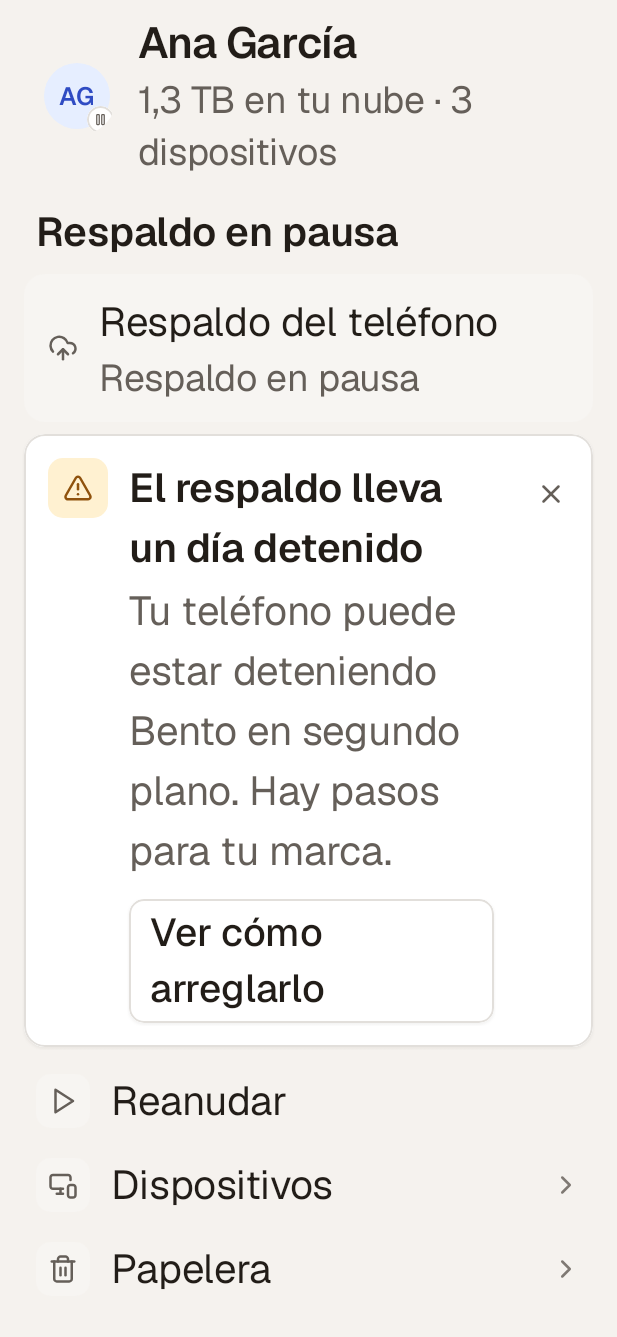 Ana García
AG
1,3 TB en tu nube · 3
dispositivos
Respaldo en pausa
Respaldo del teléfono
Respaldo en pausa
El respaldo lleva
un día detenido
Tu teléfono puede
estar deteniendo
Bento en segundo
plano. Hay pasos
para tu marca.
Ver cómo
arreglarlo
Reanudar
Dispositivos
Papelera